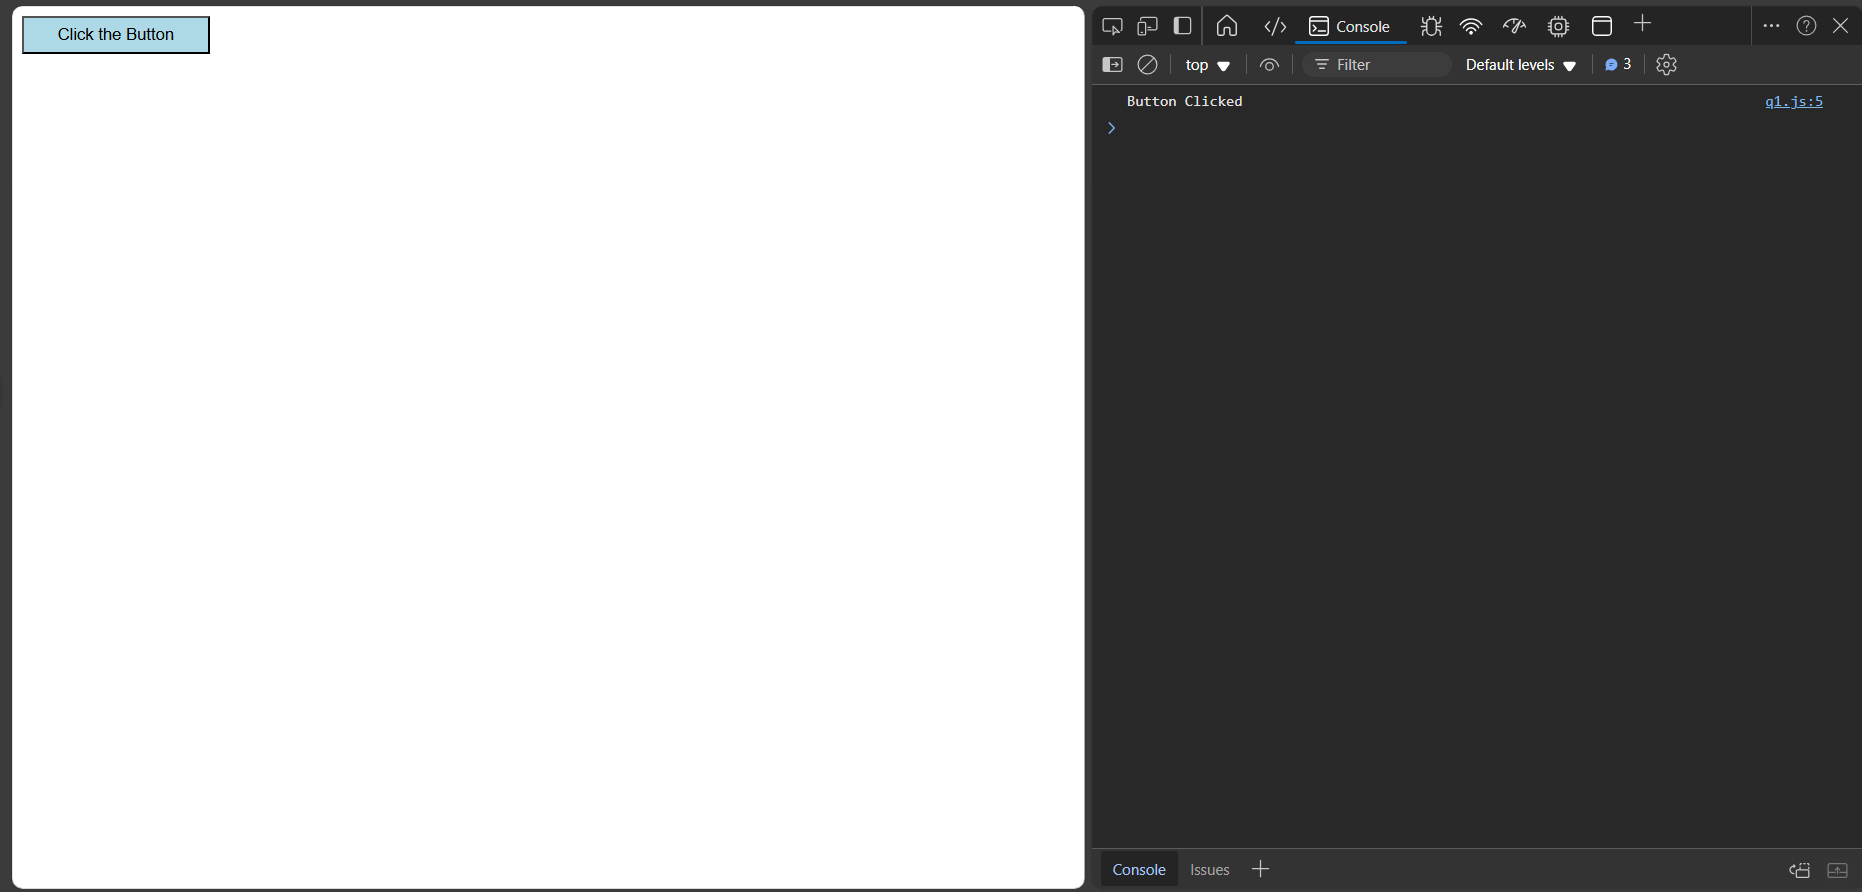 Click the Button
Console
top
Filter
Default levels
3
Button Clicked
q1.js:5
Console
Issues